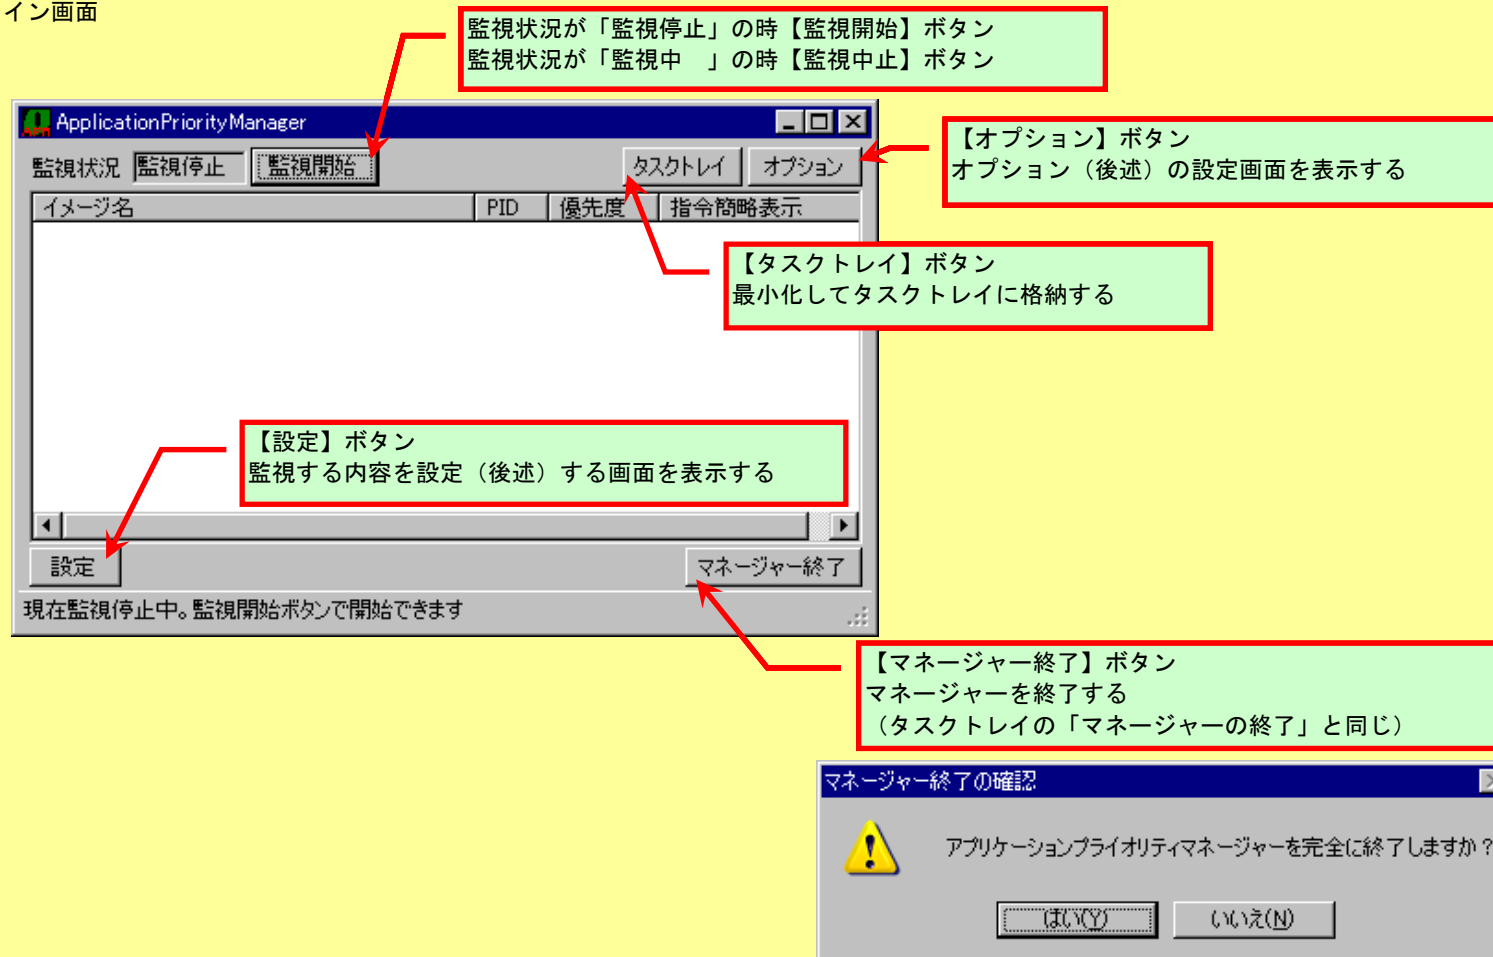 イン画面
監視状況が「監視停止」の時【監視開始】ボタン
監視状況が「監視中　」の時【監視中止】ボタン
ApplicationPriorityManager
監視状況 監視停止 監視開始 タスクトレイ オプション
【オプション】ボタン
オプション（後述）の設定画面を表示する
イメージ名 PID 優先度 指令簡略表示
【タスクトレイ】ボタン
最小化してタスクトレイに格納する
【設定】ボタン
監視する内容を設定（後述）する画面を表示する
設定 マネージャー終了
現在監視停止中。監視開始ボタンで開始できます
【マネージャー終了】ボタン
マネージャーを終了する
（タスクトレイの「マネージャーの終了」と同じ）
マネージャー終了の確認
アプリケーションプライオリティマネージャーを完全に終了しますか？
はい(Y) いいえ(N)